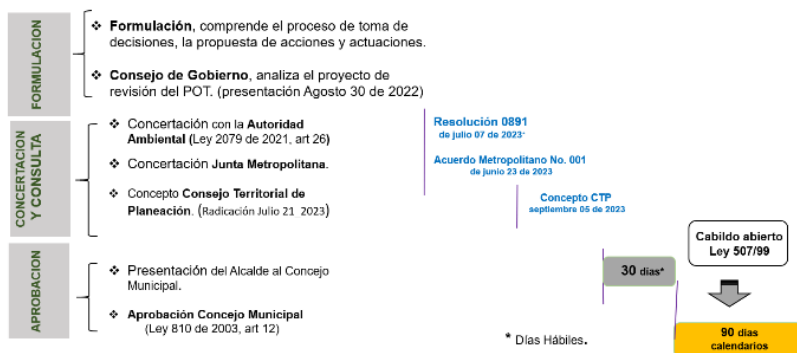 FORMULACION
❖ Formulación, comprende el proceso de toma de
decisiones, la propuesta de acciones y actuaciones.
❖ Consejo de Gobierno, analiza el proyecto de
revisión del POT. (presentación Agosto 30 de 2022)
CONCERTACION
Y CONSULTA
❖ Concertación con la Autoridad
Ambiental (Ley 2079 de 2021, art 26)
❖ Concertación Junta Metropolitana.
❖ Concepto Consejo Territorial de
Planeación. (Radicación Julio 21 2023)
Resolución 0891
de julio 07 de 2023
Acuerdo Metropolitano No. 001
de junio 23 de 2023
Concepto CTP
septiembre 05 de 2023
APROBACION
❖ Presentación del Alcalde al Concejo
Municipal.
❖ Aprobación Concejo Municipal
(Ley 810 de 2003, art 12)
30 días*
Cabildo abierto
Ley 507/99
90 días
calendarios
* Días Hábiles.